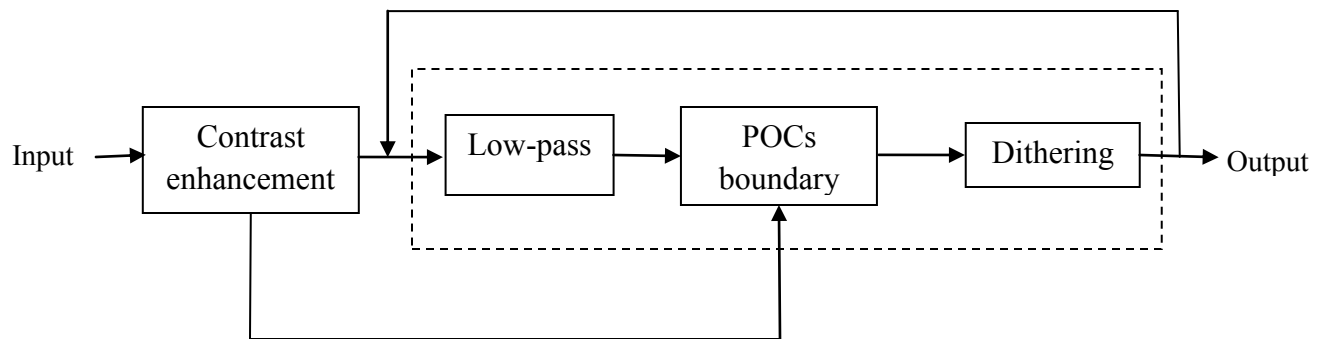 Input
Contrast
enhancement
Low-pass
POCs
boundary
Dithering
Output